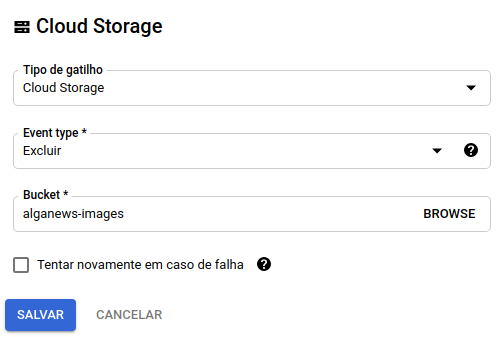 Cloud Storage
Tipo de gatilho
Cloud Storage
Event type *
Excluir
Bucket *
alganews-images BROWSE
Tentar novamente em caso de falha
SALVAR CANCELAR